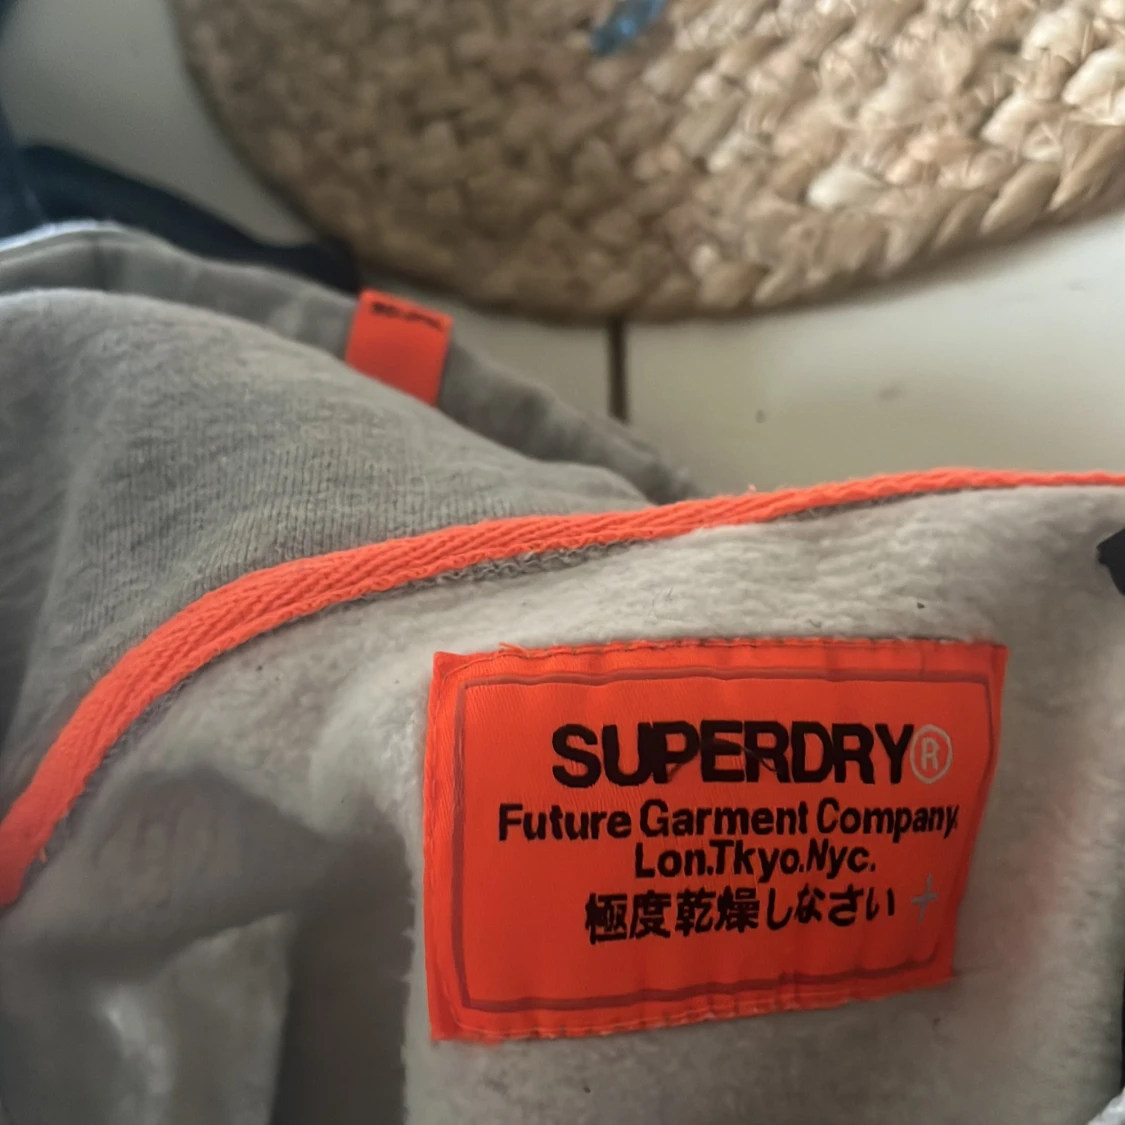 SUPERDRY®
Future Garment Company.
Lon.Tkyo.Nyc.
極度乾燥しなさい